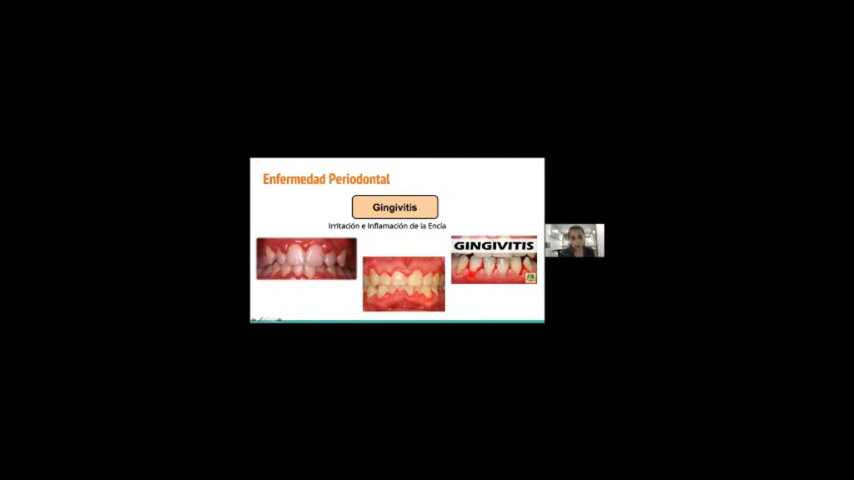 Enfermedad Periodontal
Gingivitis
Irritación e Inflamación de la Encía
GINGIVITIS